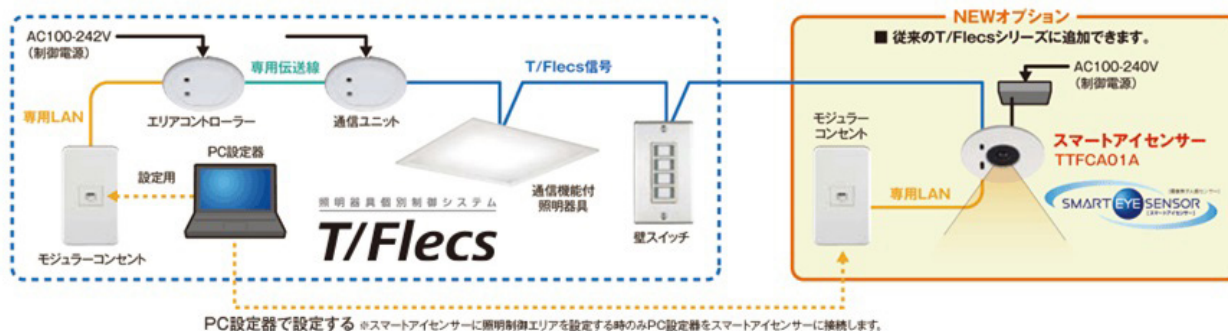 AC100-242V
(制御電源)
専用LAN
エリアコントローラー
専用伝送線
通信ユニット
T/Flecs信号
PC設定器
設定用
モジュラーコンセント
照明器具個別制御システム
T/Flecs
通信機能付
照明器具
壁スイッチ
NEWオプション
■ 従来のT/Flecsシリーズに追加できます。
AC100-240V
(制御電源)
モジュラー
コンセント
専用LAN
スマートアイセンサー
TTFCA01A
SMART EYE SENSOR
[スマートアイセンサー]
PC設定器で設定する ※スマートアイセンサーに照明制御エリアを設定する時のみPC設定器をスマートアイセンサーに接続します。